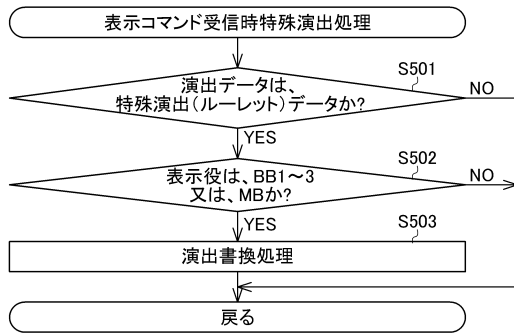 表示コマンド受信時特殊演出処理
S501
演出データは、
特殊演出(ルーレット)データか?
NO
YES
S502
表示役は、BB1～3
又は、MBか?
NO
YES
S503
演出書換処理
戻る